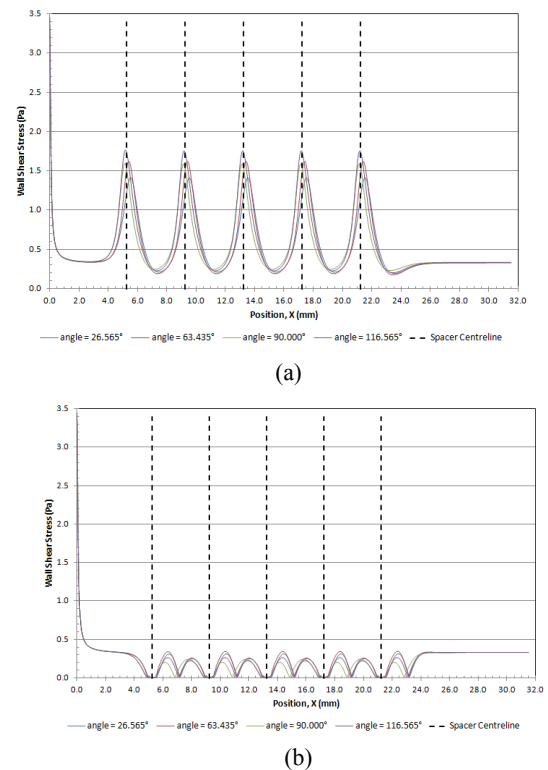 3.5
3.0
2.5
2.0
1.5
1.0
0.5
0.0
Wall Shear Stress (Pa)
0.0 2.0 4.0 6.0 8.0 10.0 12.0 14.0 16.0 18.0 20.0 22.0 24.0 26.0 28.0 30.0 32.0
Position, X (mm)
angle = 26.565° angle = 63.435° angle = 90.000° angle = 116.565° Spacer Centreline
(a)
3.5
3.0
2.5
2.0
1.5
1.0
0.5
0.0
Wall Shear Stress (Pa)
0.0 2.0 4.0 6.0 8.0 10.0 12.0 14.0 16.0 18.0 20.0 22.0 24.0 26.0 28.0 30.0 32.0
Position, X (mm)
angle = 26.565° angle = 63.435° angle = 90.000° angle = 116.565° Spacer Centreline
(b)